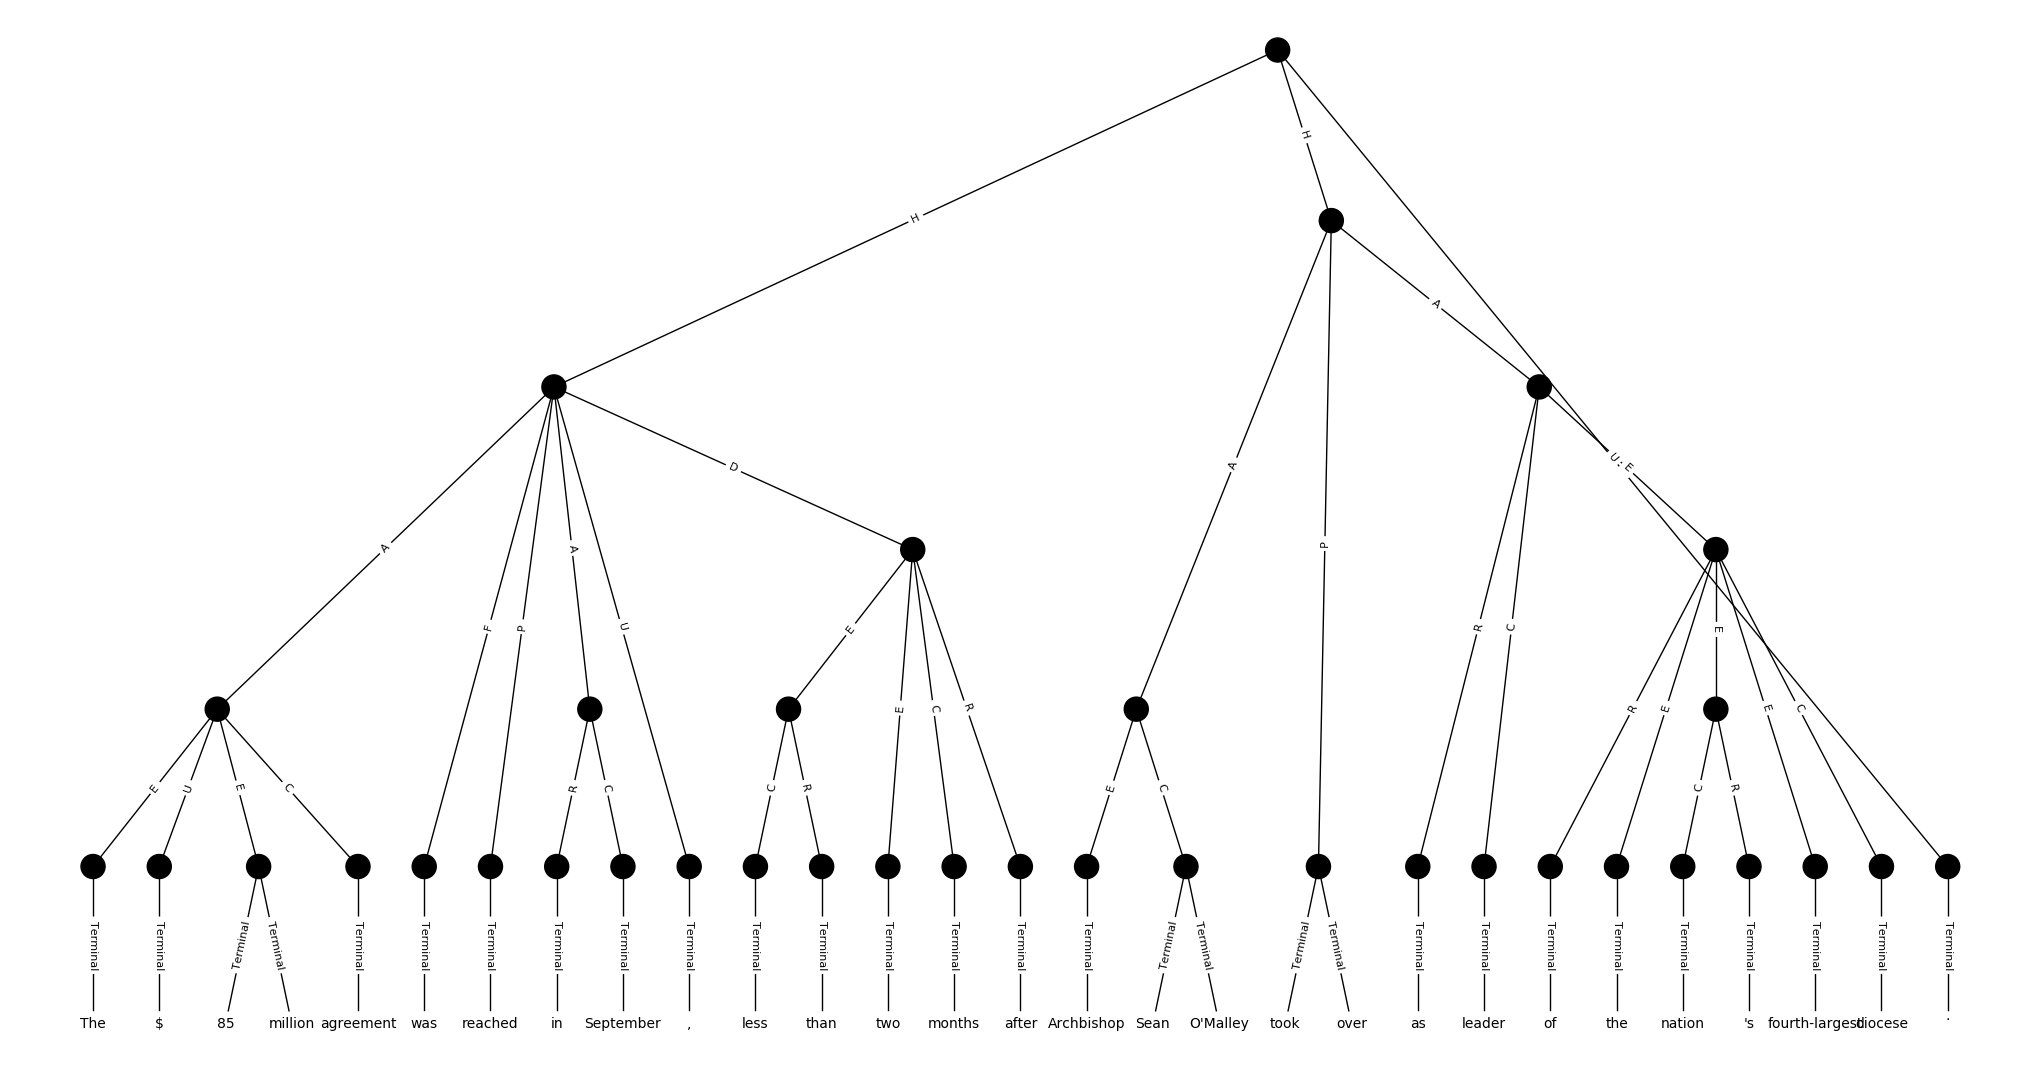 H
H
A
H
U
E
A
D
A
P
A
F
P
A
U
E
R
C
E
E
C
R
R
E
E
E
C
E
U
E
C
R
C
C
R
E
C
C
R
Terminal Terminal Terminal Terminal Terminal Terminal Terminal Terminal Terminal Terminal Terminal Terminal Terminal Terminal Terminal Terminal Terminal Terminal Terminal Terminal Terminal Terminal Terminal Terminal Terminal Terminal Terminal Terminal Terminal
The $ 85 million agreement was reached in September , less than two months after Archbishop Sean O'Malley took over as leader of the nation 's fourth-largest diocese .